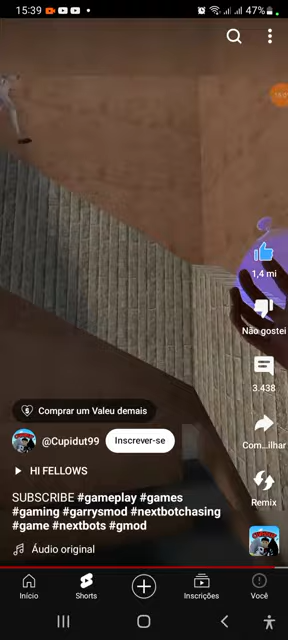 15:39
47%
1,4 mi
Não gostei
3.438
Com...ilhar
Remix
Comprar um Valeu demais
@Cupidut99
Inscrever-se
HI FELLOWS
SUBSCRIBE #gameplay #games
#gaming #garrysmod #nextbotchasing
#game #nextbots #gmod
Áudio original
Início
Shorts
Inscrições
Você